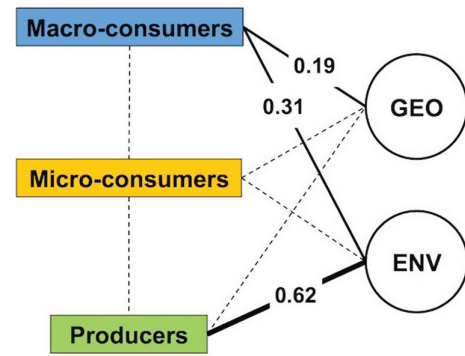 Macro-consumers
0.19
GEO
0.31
Micro-consumers
ENV
0.62
Producers